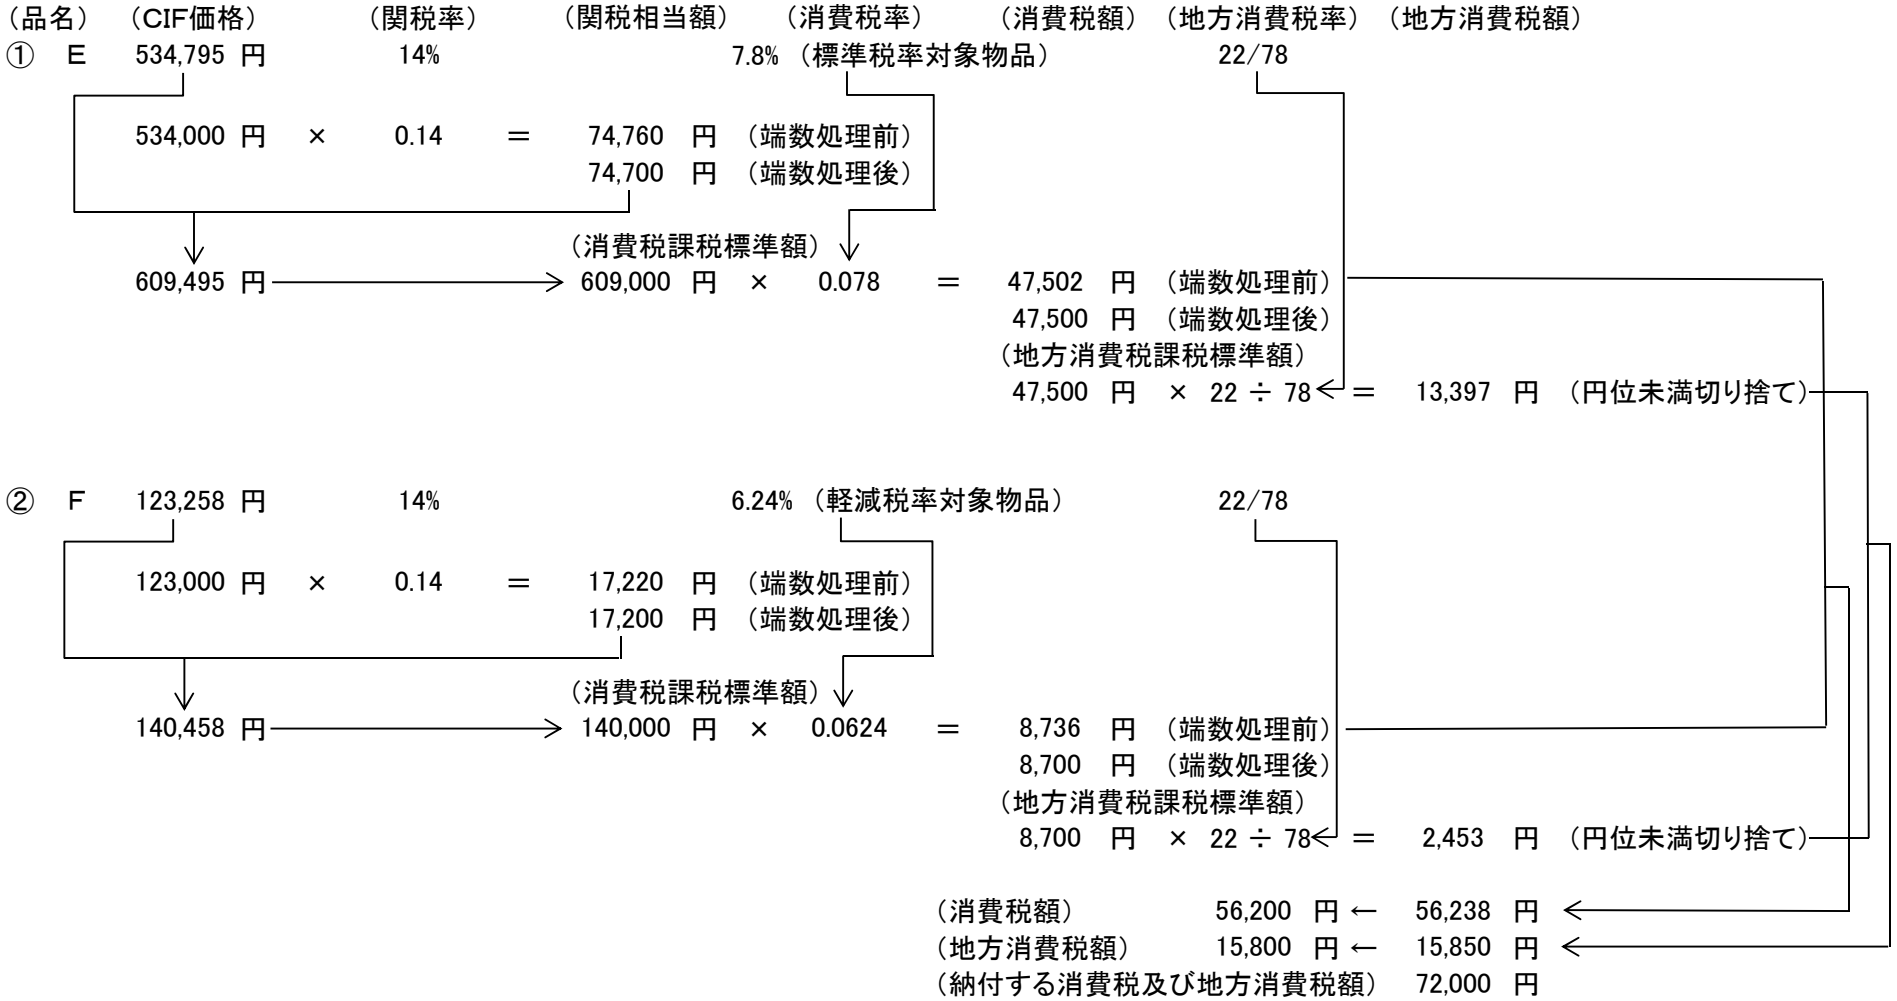 （品名） （CIF価格） （関税率） （関税相当額） （消費税率） （消費税額） （地方消費税率） （地方消費税額）
① E 534,795 円 14% 7.8% （標準税率対象物品） 22/78
534,000 円 × 0.14 ＝ 74,760 円 （端数処理前）
74,700 円 （端数処理後）
（消費税課税標準額）
609,495 円 609,000 円 × 0.078 ＝ 47,502 円 （端数処理前）
47,500 円 （端数処理後）
（地方消費税課税標準額）
47,500 円 × 22 ÷ 78 ＝ 13,397 円 （円位未満切り捨て）
② F 123,258 円 14% 6.24% （軽減税率対象物品） 22/78
123,000 円 × 0.14 ＝ 17,220 円 （端数処理前）
17,200 円 （端数処理後）
（消費税課税標準額）
140,458 円 140,000 円 × 0.0624 ＝ 8,736 円 （端数処理前）
8,700 円 （端数処理後）
（地方消費税課税標準額）
8,700 円 × 22 ÷ 78 ＝ 2,453 円 （円位未満切り捨て）
（消費税額） 56,200 円 ← 56,238 円
（地方消費税額） 15,800 円 ← 15,850 円
（納付する消費税及び地方消費税額） 72,000 円